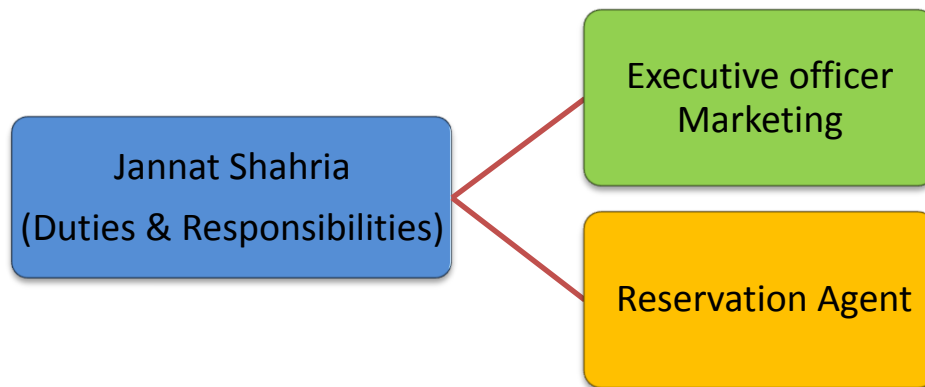 Jannat Shahria
(Duties & Responsibilities)
Executive officer
Marketing
Reservation Agent